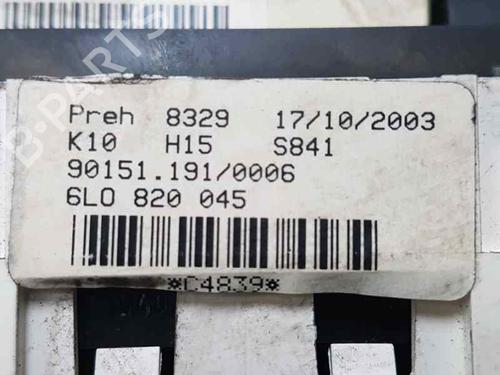 Preh 8329 17/10/2003
K10 H15 S841
90151.191/0006
6L0 820 045
*C4839*
B-PARTS